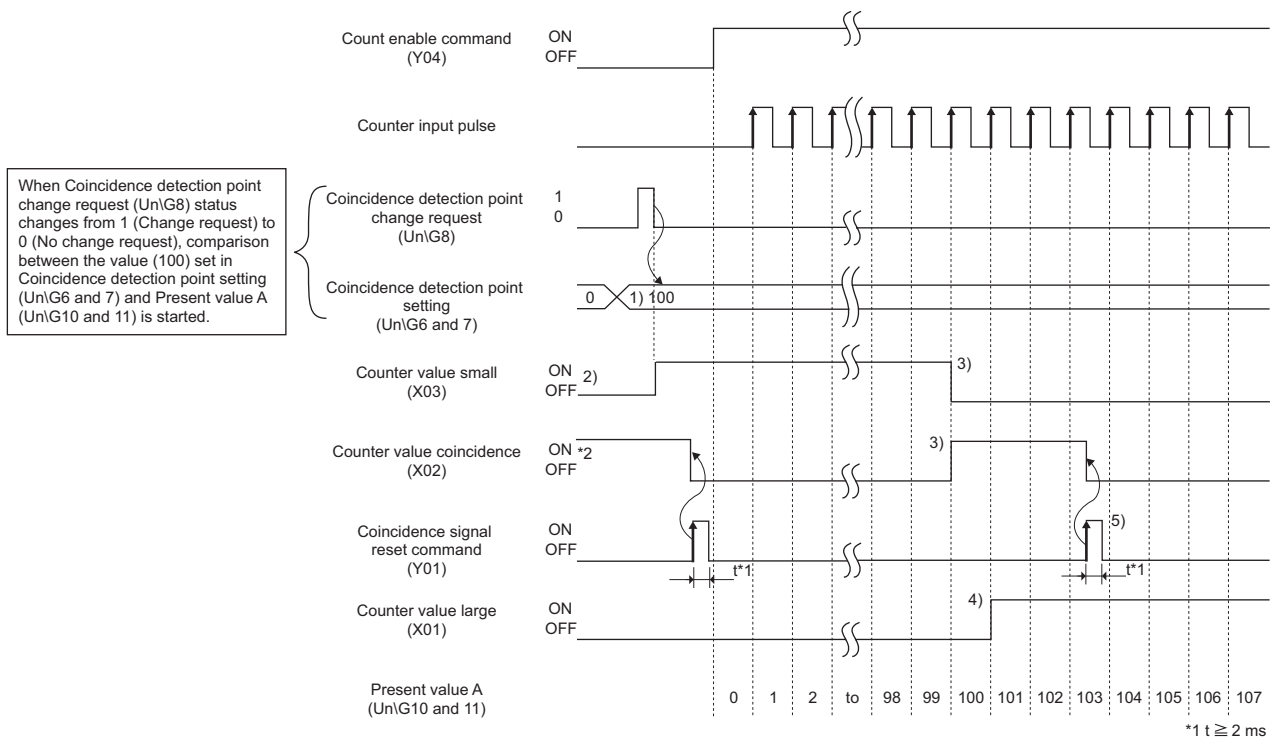 Count enable command
(Y04)
ON
OFF
Counter input pulse
When Coincidence detection point
change request (Un\G8) status
changes from 1 (Change request) to
0 (No change request), comparison
between the value (100) set in
Coincidence detection point setting
(Un\G6 and 7) and Present value A
(Un\G10 and 11) is started.
Coincidence detection point
change request
(Un\G8)
1
0
Coincidence detection point
setting
(Un\G6 and 7)
0 1) 100
Counter value small
(X03)
ON 2)
OFF
3)
Counter value coincidence
(X02)
ON *2
OFF
3)
Coincidence signal
reset command
(Y01)
ON
OFF
t*1
5)
t*1
Counter value large
(X01)
ON
OFF
4)
Present value A
(Un\G10 and 11)
0 1 2 to 98 99 100 101 102 103 104 105 106 107
*1 t ≧ 2 ms